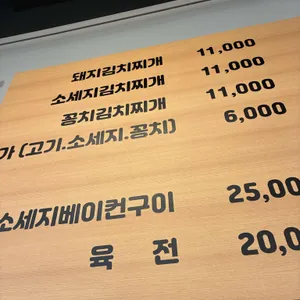 돼지김치찌개 11,000
소세지김치찌개 11,000
꽁치김치찌개 11,000
가 (고기.소세지.꽁치) 6,000
소세지베이컨구이 25,00
육 전 20,0